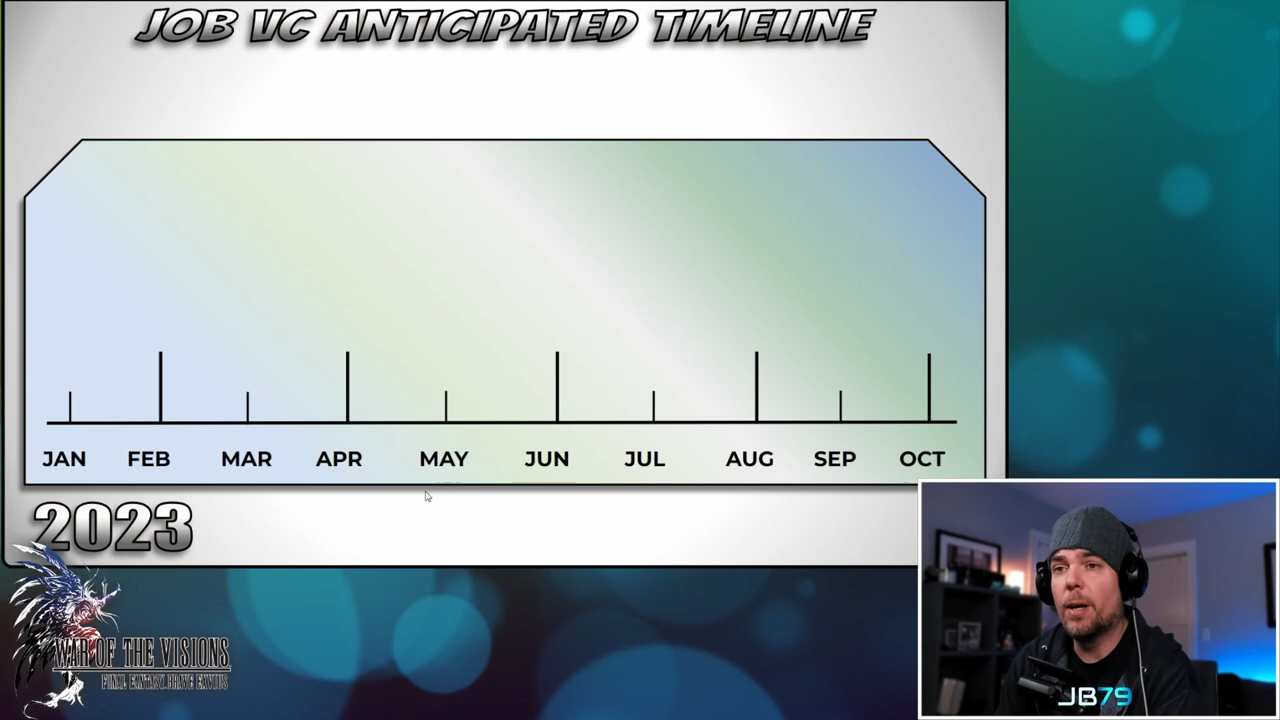 JOB VC ANTICIPATED TIMELINE
JAN FEB MAR APR MAY JUN JUL AUG SEP OCT
2023
WAR OF THE VISIONS
FINAL FANTASY BRAVE EXVIUS
JB79